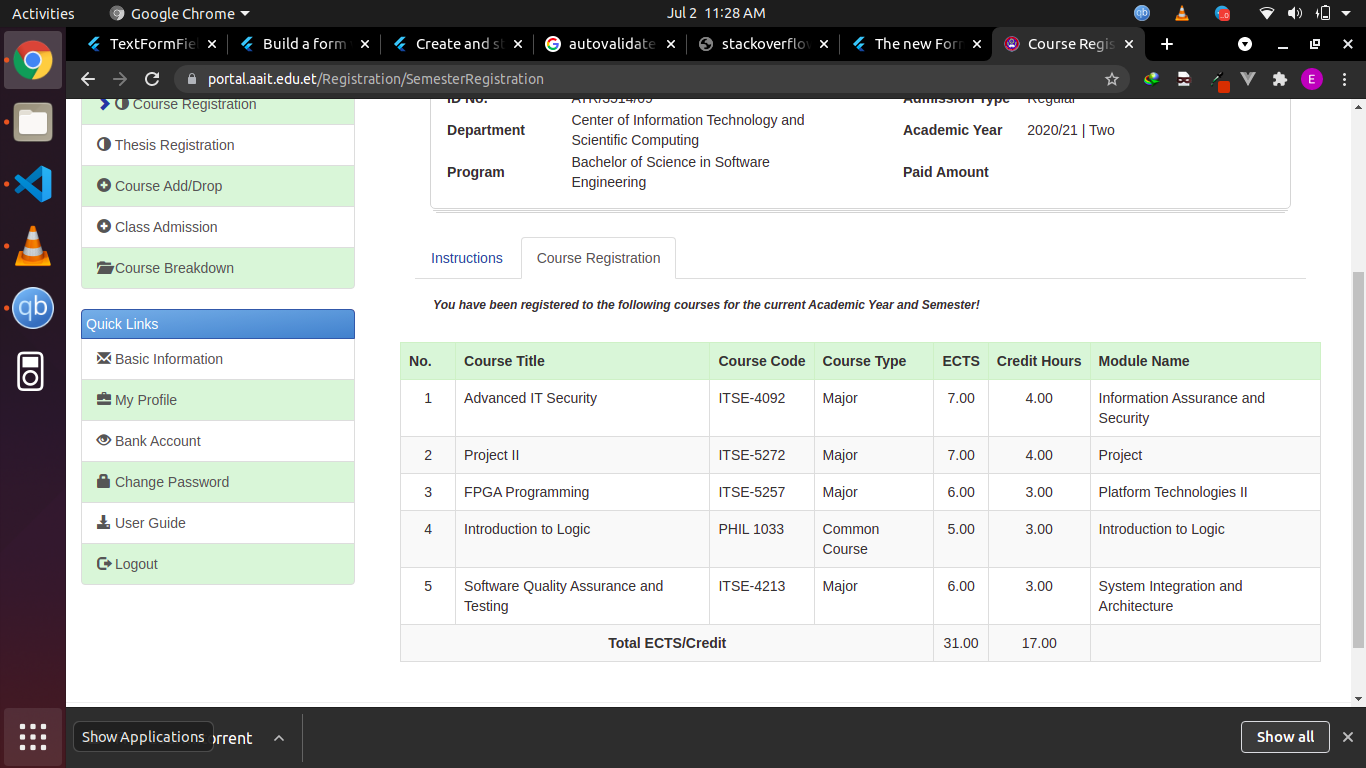 Activities
Google Chrome
Jul 2 11:28 AM
TextFormFie
Build a form
Create and st
autovalidate
stackoverflo
The new For
Course Regis
portal.aait.edu.et/Registration/SemesterRegistration
E
qb
Course Registration
Thesis Registration
Course Add/Drop
Class Admission
Course Breakdown
Quick Links
Basic Information
My Profile
Bank Account
Change Password
User Guide
Logout
ID No.
Admission Type Regular
Department Center of Information Technology and
Scientific Computing
Academic Year 2020/21 | Two
Program Bachelor of Science in Software
Engineering
Paid Amount
Instructions Course Registration
You have been registered to the following courses for the current Academic Year and Semester!
No. Course Title Course Code Course Type ECTS Credit Hours Module Name
1 Advanced IT Security ITSE-4092 Major 7.00 4.00 Information Assurance and
Security
2 Project II ITSE-5272 Major 7.00 4.00 Project
3 FPGA Programming ITSE-5257 Major 6.00 3.00 Platform Technologies II
4 Introduction to Logic PHIL 1033 Common
Course 5.00 3.00 Introduction to Logic
5 Software Quality Assurance and
Testing ITSE-4213 Major 6.00 3.00 System Integration and
Architecture
Total ECTS/Credit 31.00 17.00
Show Applications
orrent
Show all